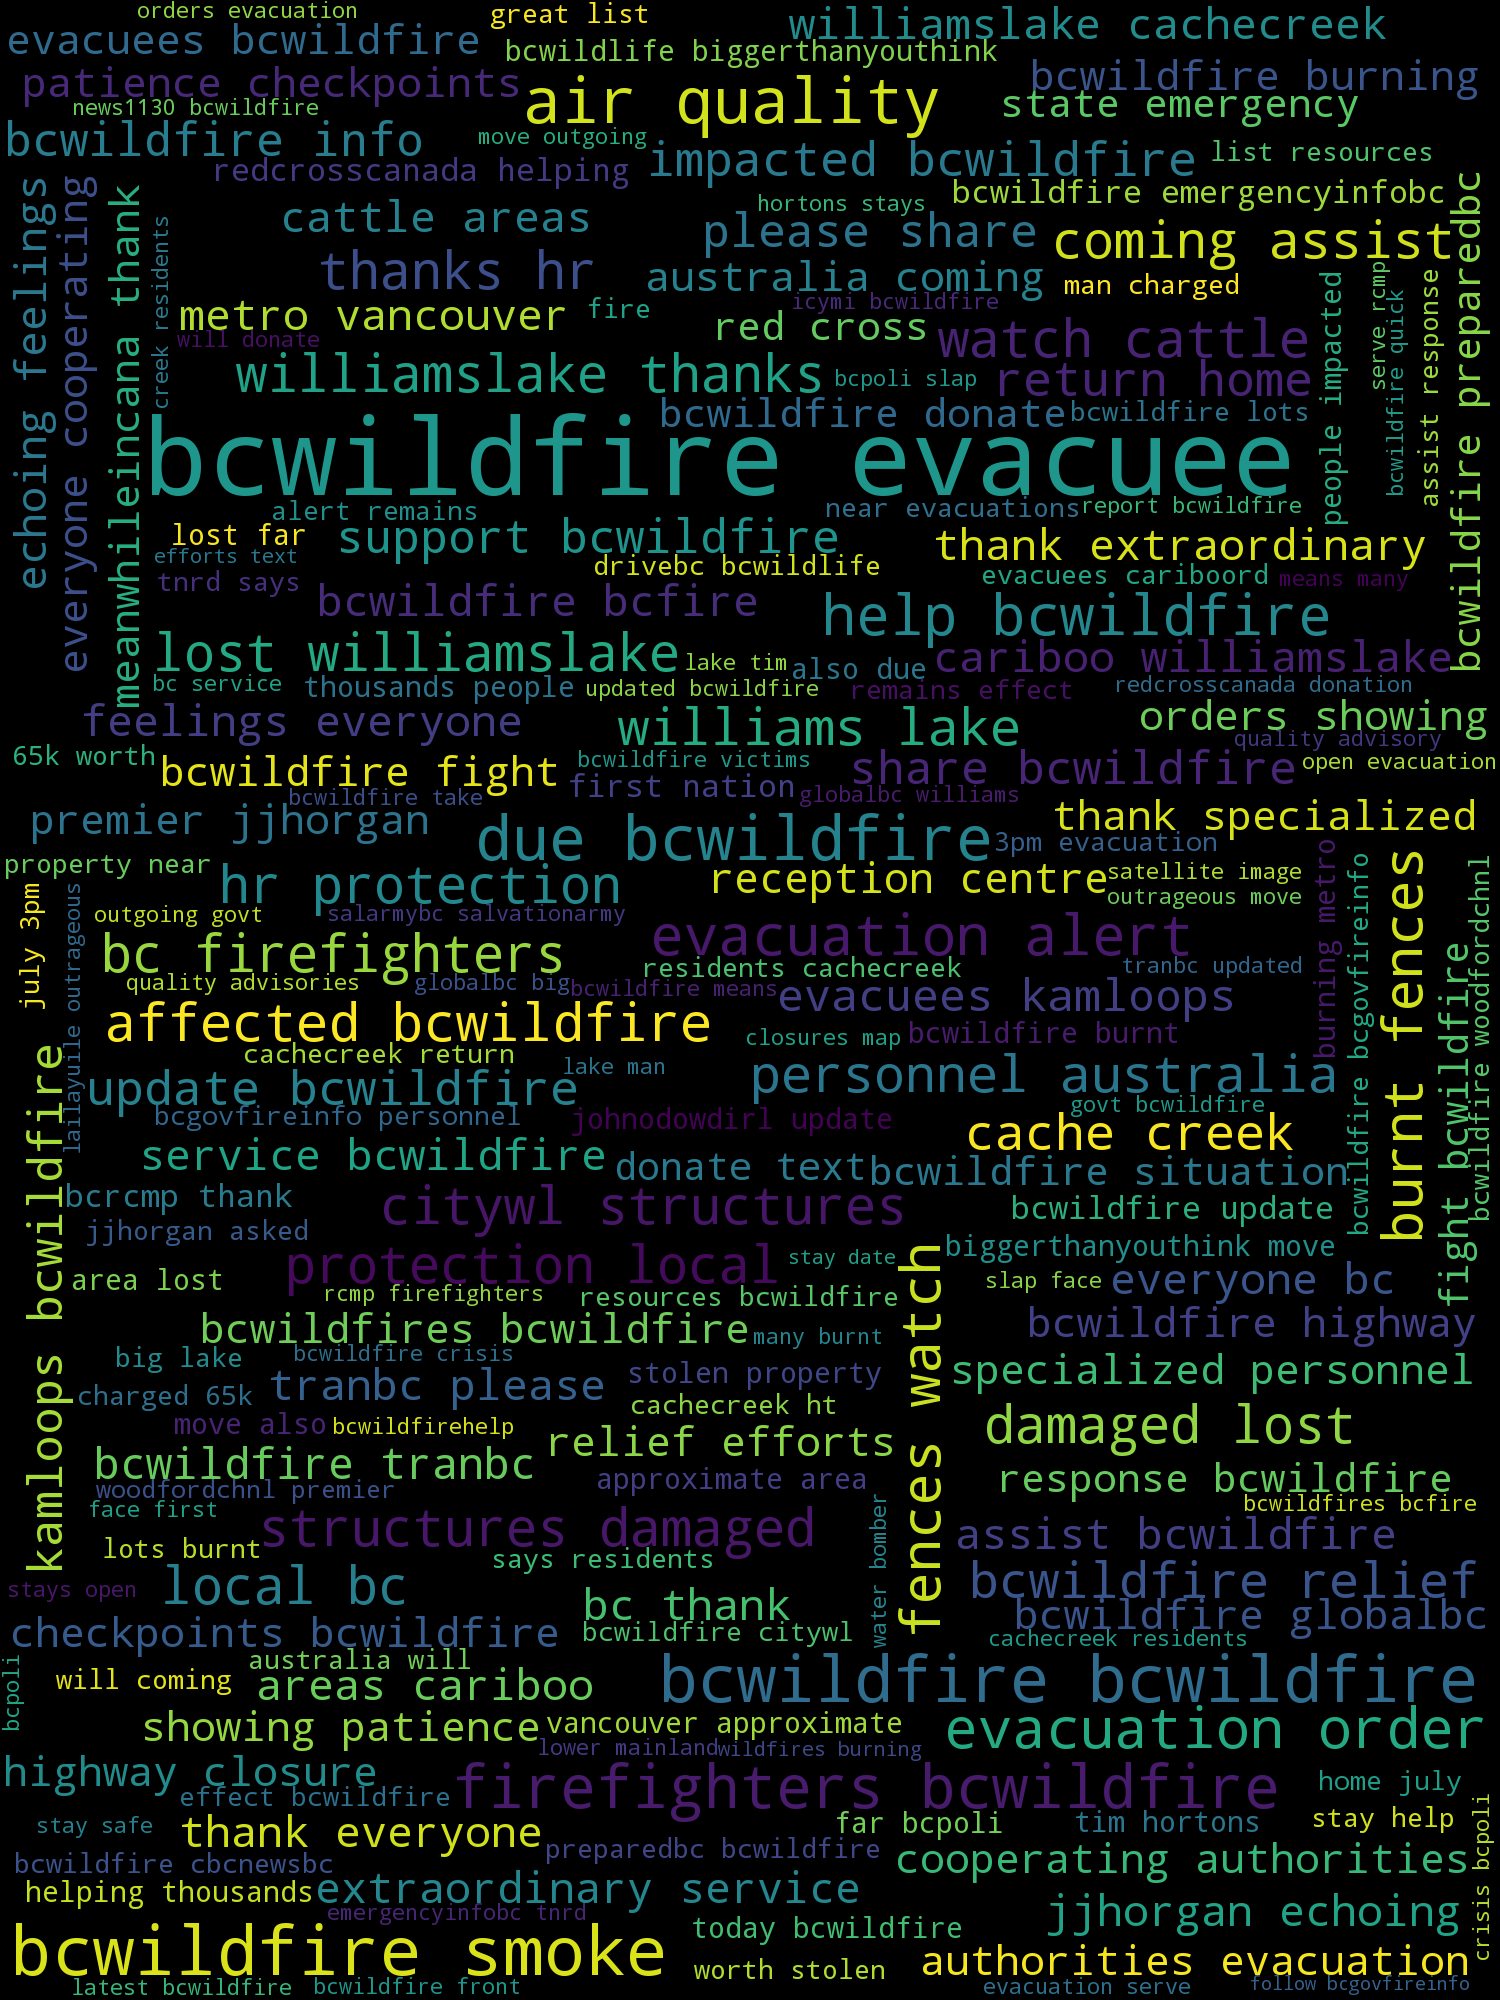 orders evacuation
great list
williamslake cachecreek
evacuees bcwildfire
bcwildlife biggerthanyouthink
bcwildfire burning
patience checkpoints
air quality
state emergency
news1130 bcwildfire
bcwildfire info
move outgoing
impacted bcwildfire
list resources
redcrosscanada helping
bcwildfire emergencyinfobc
hortons stays
cattle areas
please share
coming assist
thanks hr
australia coming
man charged
metro vancouver
fire
icymi bcwildfire
red cross
watch cattle
will donate
williamslake thanks
bcpoli slap
return home
bcwildfire donate
bcwildfire lots
echoing feelings
everyone cooperating
meanwhileincana thank
creek residents
people impacted
serve rcmp
bcwildfire quick
assist response
bcwildfire preparedbc
bcwildfire evacuee
alert remains
near evacuations
report bcwildfire
lost far
support bcwildfire
thank extraordinary
efforts text
drivebc bcwildlife
tnrd says
evacuees cariboord
means many
bcwildfire bcfire
help bcwildfire
lost williamslake
lake tim
also due
cariboo williamslake
bc service
thousands people
updated bcwildfire
remains effect
redcrosscanada donation
feelings everyone
williams lake
orders showing
quality advisory
65k worth
bcwildfire fight
bcwildfire victims
share bcwildfire
open evacuation
bcwildfire take
first nation
globalbc williams
premier jjhorgan
due bcwildfire
thank specialized
3pm evacuation
property near
hr protection
reception centre
satellite image
outrageous move
july 3pm
lailayuile outrageous
outgoing govt
salarmybc salvationarmy
burning metro
bcwildfire bcgovfireinfo
burnt fences
fight bcwildfire
bcwildfire woodfordchnl
bc firefighters
evacuation alert
residents cachecreek
tranbc updated
quality advisories
globalbc big
bcwildfire means
evacuees kamloops
affected bcwildfire
closures map
bcwildfire burnt
cachecreek return
lake man
update bcwildfire
personnel australia
bcgovfireinfo personnel
johnodowdirl update
govt bcwildfire
cache creek
kamloops bcwildfire
service bcwildfire
donate text
bcwildfire situation
bcrcmp thank
citywl structures
bcwildfire update
jjhorgan asked
biggerthanyouthink move
protection local
stay date
area lost
slap face
everyone bc
rcmp firefighters
resources bcwildfire
fences watch
bcwildfires bcwildfire
many burnt
bcwildfire highway
big lake
bcwildfire crisis
charged 65k
tranbc please
stolen property
specialized personnel
cachecreek ht
move also
bcwildfirehelp
relief efforts
damaged lost
bcwildfire tranbc
approximate area
response bcwildfire
woodfordchnl premier
face first
structures damaged
water bomber
bcwildfires bcfire
lots burnt
assist bcwildfire
says residents
stays open
local bc
bc thank
bcwildfire relief
bcwildfire globalbc
checkpoints bcwildfire
bcwildfire citywl
cachecreek residents
bcpoli
australia will
will coming
areas cariboo
bcwildfire bcwildfire
showing patience
vancouver approximate
evacuation order
lower mainland
wildfires burning
highway closure
firefighters bcwildfire
home july
effect bcwildfire
stay safe
thank everyone
far bcpoli
tim hortons
stay help
crisis bcpoli
bcwildfire cbcnewsbc
preparedbc bcwildfire
cooperating authorities
helping thousands
extraordinary service
emergencyinfobc tnrd
jjhorgan echoing
bcwildfire smoke
today bcwildfire
worth stolen
authorities evacuation
latest bcwildfire
bcwildfire front
evacuation serve
follow bcgovfireinfo